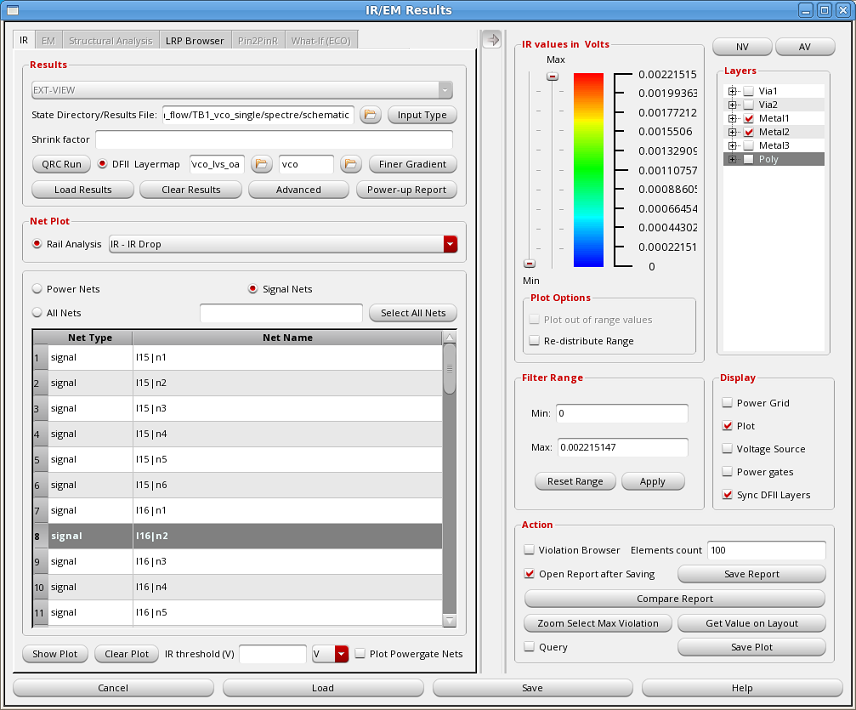 IR/EM Results
IR EM Structural Analysis LRP Browser Pin2PinR What-If (ECO)
Results
EXT-VIEW
State Directory/Results File: _flow/TB1_vco_single/spectre/schematic Input Type
Shrink factor
QRC Run DFII Layermap vco_lvs_oa vco Finer Gradient
Load Results Clear Results Advanced Power-up Report
Net Plot
Rail Analysis IR - IR Drop
Power Nets Signal Nets
All Nets Select All Nets
Net Type Net Name
1 signal I15|n1
2 signal I15|n2
3 signal I15|n3
4 signal I15|n4
5 signal I15|n5
6 signal I15|n6
7 signal I16|n1
8 signal I16|n2
9 signal I16|n3
10 signal I16|n4
11 signal I16|n5
Show Plot Clear Plot IR threshold (V) V Plot Powergate Nets
IR values in Volts
Max
0.00221515
0.00199363
0.00177212
0.0015506
0.00132909
0.00110757
0.00088605
0.00066454
0.00044302
0.00022151
0
Min
Plot Options
Plot out of range values
Re-distribute Range
NV AV
Layers
Via1
Via2
Metal1
Metal2
Metal3
Poly
Filter Range
Min: 0
Max: 0.002215147
Reset Range Apply
Display
Power Grid
Plot
Voltage Source
Power gates
Sync DFII Layers
Action
Violation Browser Elements count 100
Open Report after Saving Save Report
Compare Report
Zoom Select Max Violation Get Value on Layout
Query Save Plot
Cancel Load Save Help